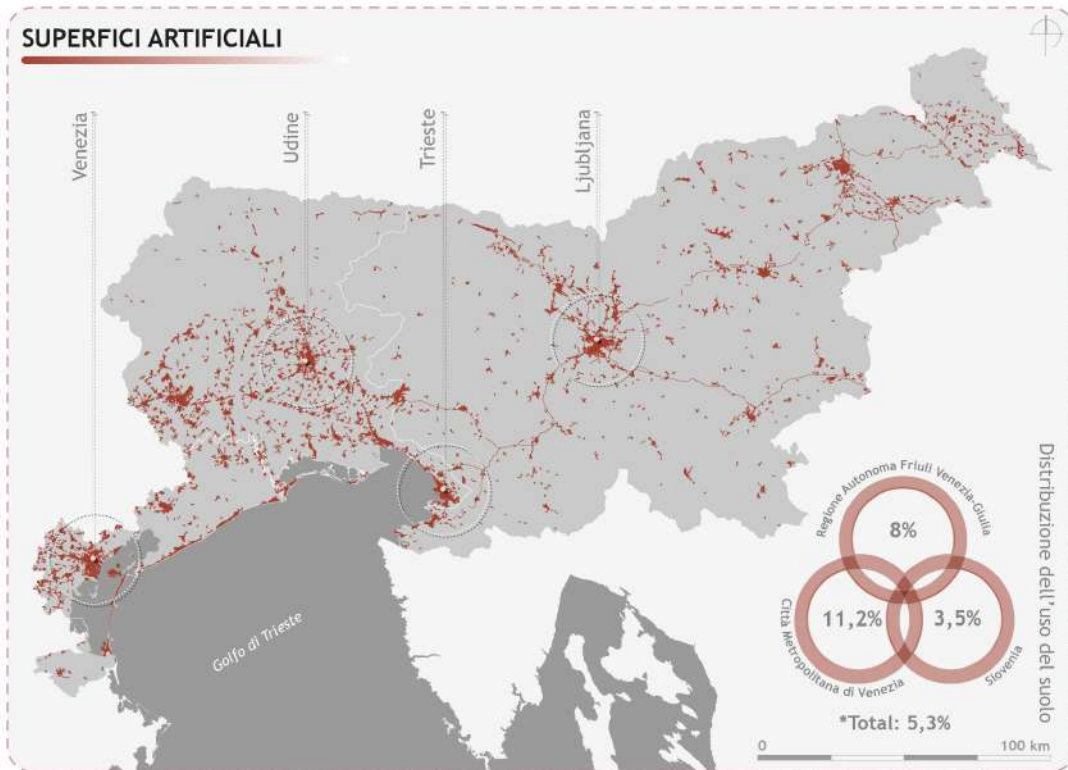 SUPERFICI ARTIFICIALI
Venezia
Udine
Trieste
Ljubljana
Golfo di Trieste
Regione Autonoma Friuli Venezia-Giulia
8%
11,2%
3,5%
Città Metropolitana di Venezia
Slovenia
*Total: 5,3%
Distribuzione dell'uso del suolo
0
100 km